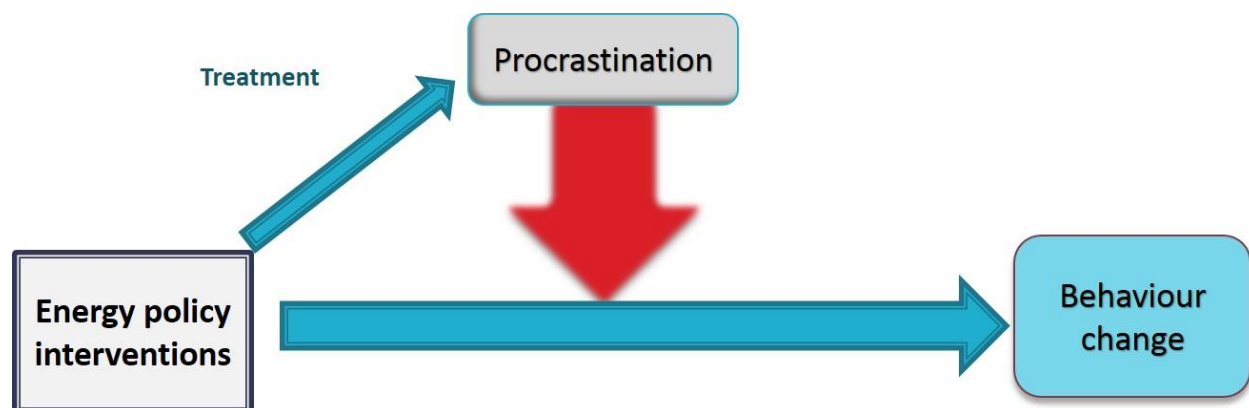 Procrastination
Treatment
Energy policy
interventions
Behaviour
change